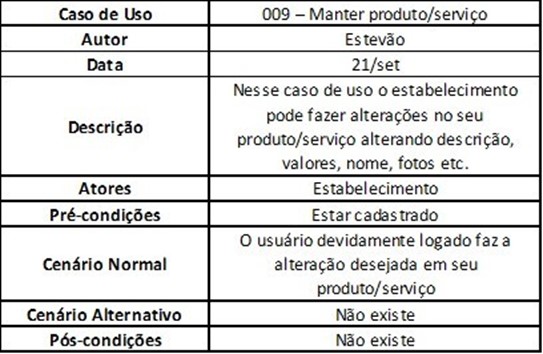 Caso de Uso 009 – Manter produto/serviço
Autor Estevão
Data 21/set
Descrição Nesse caso de uso o estabelecimento
pode fazer alterações no seu
produto/serviço alterando descrição,
valores, nome, fotos etc.
Atores Estabelecimento
Pré-condições Estar cadastrado
Cenário Normal O usuário devidamente logado faz a
alteração desejada em seu
produto/serviço
Cenário Alternativo Não existe
Pós-condições Não existe